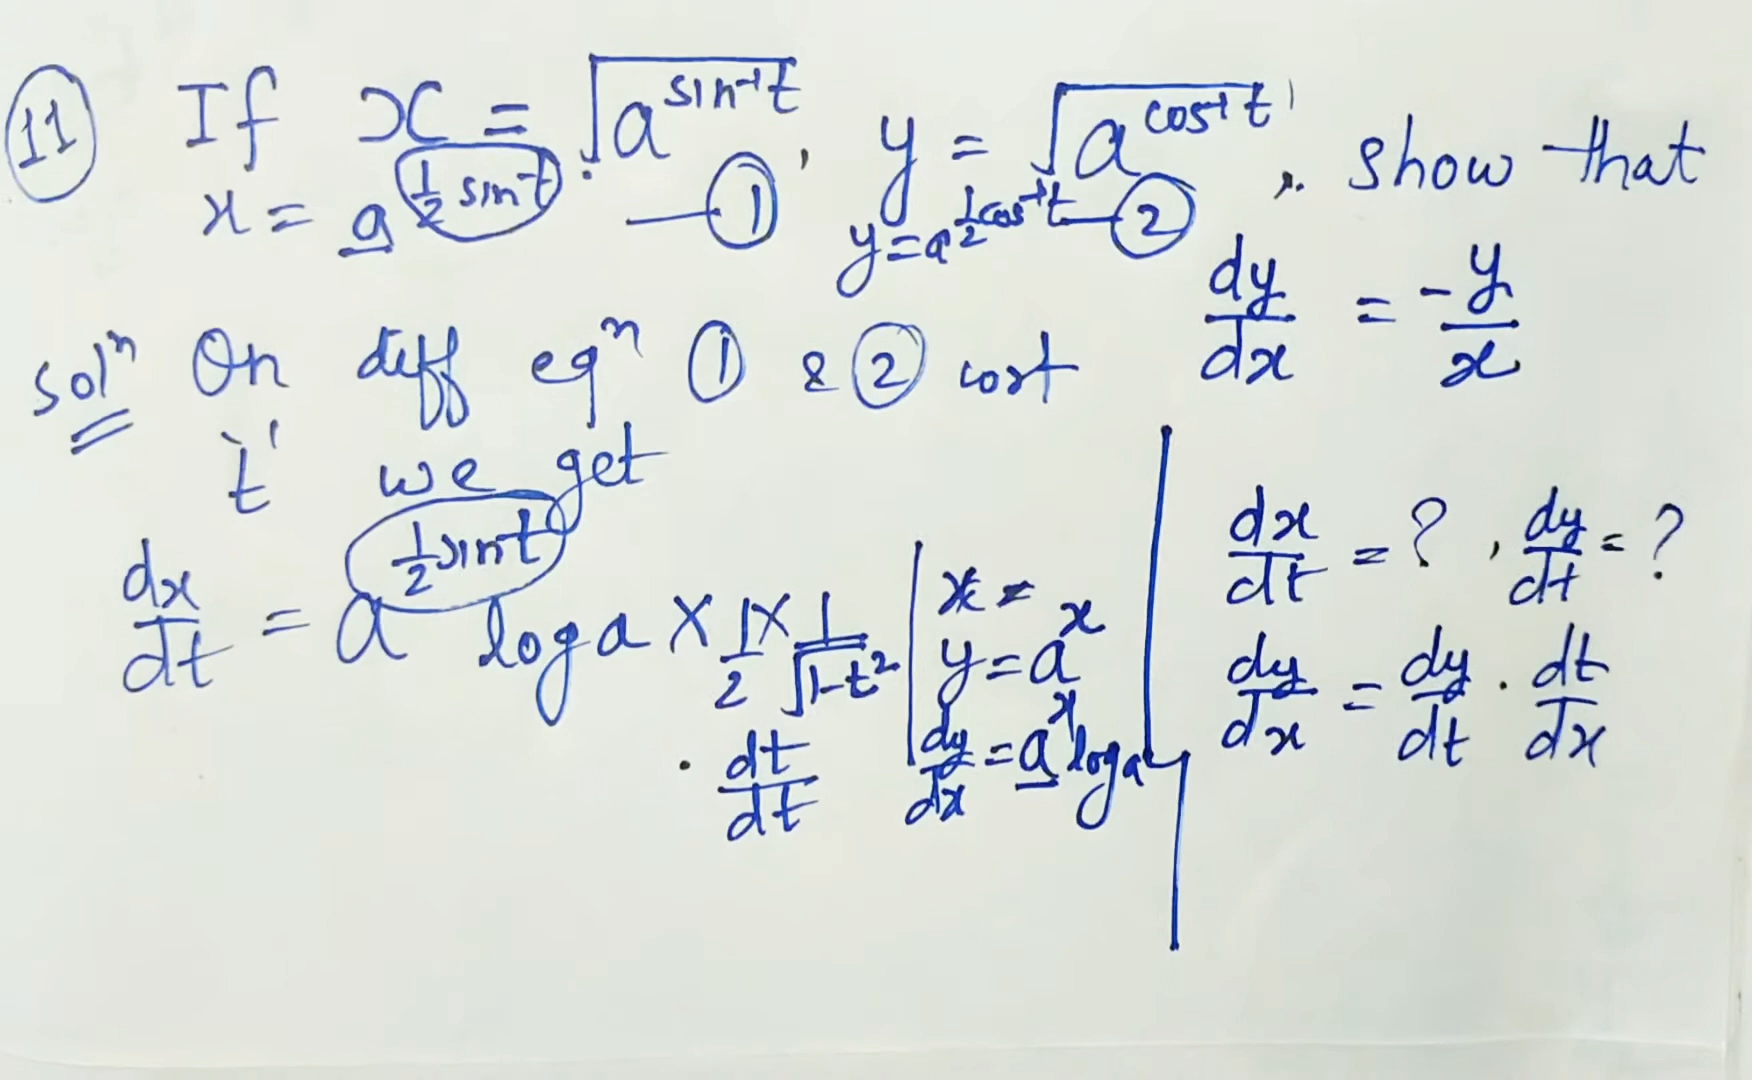 11 If x = √a^sin⁻¹t, y = √a^cos⁻¹t, show that
x = a^½ sin⁻¹t — ① y = a^½cos⁻¹t — ②
dy/dx = -y/x
solⁿ On diff eqⁿ ① & ② wrt
't' we get
dx/dt = a^½ sin⁻¹t log a × 1/2 × 1/√1-t²
· dt/dt
x =
y = a^x
dy/dx = a^x log a
dx/dt = ? , dy/dt = ?
dy/dx = dy/dt · dt/dx